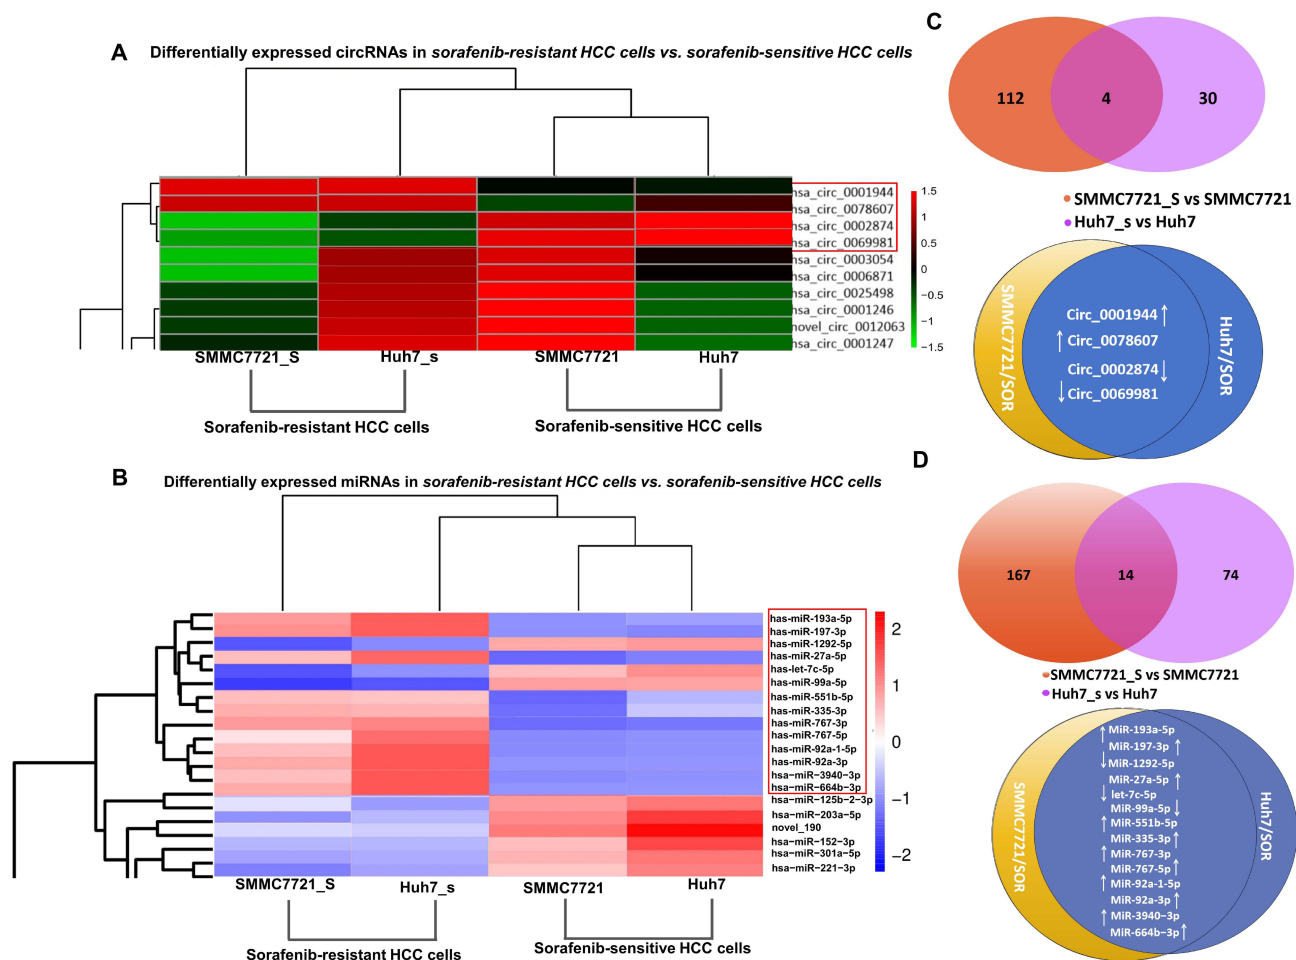 A
Differentially expressed circRNAs in sorafenib-resistant HCC cells vs. sorafenib-sensitive HCC cells
hsa_circ_0001944
hsa_circ_0078607
hsa_circ_0002874
hsa_circ_0069981
hsa_circ_0003054
hsa_circ_0006871
hsa_circ_0025498
hsa_circ_0001246
novel_circ_0012063
hsa_circ_0001247
1.5
1
0.5
0
−0.5
−1
−1.5
SMMC7721_S Huh7_s SMMC7721 Huh7
Sorafenib-resistant HCC cells Sorafenib-sensitive HCC cells
B
Differentially expressed miRNAs in sorafenib-resistant HCC cells vs. sorafenib-sensitive HCC cells
has-miR-193a-5p
has-miR-197-3p
has-miR-1292-5p
has-miR-27a-5p
has-let-7c-5p
has-miR-99a-5p
has-miR-551b-5p
has-miR-335-3p
has-miR-767-3p
has-miR-767-5p
has-miR-92a-1-5p
has-miR-92a-3p
hsa−miR−3940−3p
hsa−miR−664b−3p
hsa−miR−125b−2−3p
hsa−miR−203a−5p
novel_190
hsa−miR−152−3p
hsa−miR−301a−5p
hsa−miR−221−3p
2
1
0
−1
−2
SMMC7721_S Huh7_s SMMC7721 Huh7
Sorafenib-resistant HCC cells Sorafenib-sensitive HCC cells
C
112 4 30
SMMC7721_S vs SMMC7721
Huh7_s vs Huh7
SMMC7721/SOR
Circ_0001944 ↑
↑ Circ_0078607
Circ_0002874 ↓
↓ Circ_0069981
Huh7/SOR
D
167 14 74
SMMC7721_S vs SMMC7721
Huh7_s vs Huh7
SMMC7721/SOR
↑ MiR-193a-5p
MiR-197-3p ↑
↓ MiR-1292-5p
MiR-27a-5p ↑
↓ let-7c-5p
MiR-99a-5p ↓
↑ MiR-551b-5p
MiR-335-3p ↑
↑ MiR-767-3p
MiR-767-5p ↑
↑ MiR-92a-1-5p
MiR-92a-3p ↑
↑ MiR-3940−3p
MiR-664b−3p ↑
Huh7/SOR